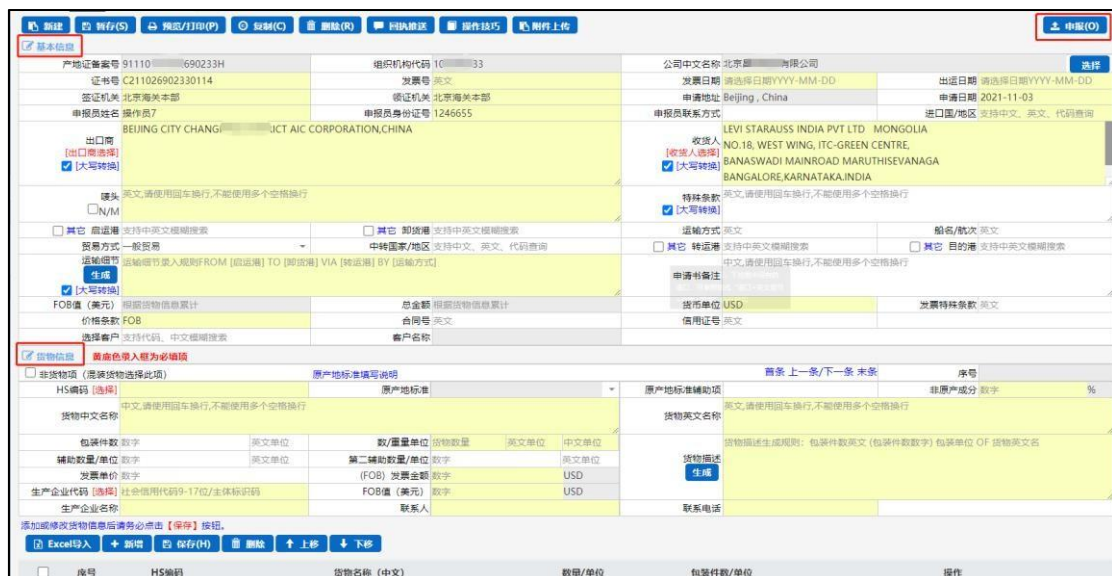 新建 暂存(S) 预览/打印(P) 复制(C) 删除(R) 回执推送 操作技巧 附件上传 申报(O)
基本信息
产地证备案号 91110 690233H 组织机构代码 10 33 公司中文名称 北京 有限公司 选择
证书号 C211026902330114 发票号 英文 发票日期 请选择日期YYYY-MM-DD 出运日期 请选择日期YYYY-MM-DD
签证机关 北京海关本部 领证机关 北京海关本部 申请地址 Beijing , China 申请日期 2021-11-03
申报员姓名 操作员7 申报员身份证号 1246655 申报员联系方式 进口国/地区 支持中文、英文、代码查询
出口商 [出口商选择] [大写转换] BEIJING CITY CHANG ICT AIC CORPORATION,CHINA
收货人 [收货人选择] [大写转换] LEVI STARAUSS INDIA PVT LTD MONGOLIA
NO.18, WEST WING, ITC-GREEN CENTRE,
BANASWADI MAINROAD MARUTHISEVANAGA
BANGALORE,KARNATAKA.INDIA
唛头 N/M 英文,请使用回车换行,不能使用多个空格换行 特殊条款 [大写转换] 英文,请使用回车换行,不能使用多个空格换行
其它 启运港 支持中英文模糊搜索 其它 卸货港 支持中英文模糊搜索 运输方式 英文 船名/航次 英文
贸易方式 一般贸易 中转国家/地区 支持中文、英文、代码查询 其它 转运港 支持中英文模糊搜索 其它 目的港 支持中英文模糊搜索
运输细节 生成 [大写转换] 运输细节录入规则FROM [启运港] TO [卸货港] VIA [转运港] BY [运输方式] 申请书备注 中文,请使用回车换行,不能使用多个空格换行
FOB值（美元） 根据货物信息累计 总金额 根据货物信息累计 货币单位 USD 发票特殊条款 英文
价格条款 FOB 合同号 英文 信用证号 英文
选择客户 支持代码、中文模糊搜索 客户名称
货物信息 黄底色录入框为必填项
非货物项（混装货物选择此项） 原产地标准填写说明 首条 上一条/下一条 末条 序号
HS编码 [选择] 原产地标准 原产地标准辅助项 非原产成分 数字 %
货物中文名称 中文,请使用回车换行,不能使用多个空格换行 货物英文名称 英文,请使用回车换行,不能使用多个空格换行
包装件数 数字 英文单位 数/重量单位 货物数量 英文单位 中文单位 货物描述 生成 货物描述生成规则：包装件数英文 (包装件数数字) 包装单位 OF 货物英文名
辅助数量/单位 数字 英文单位 第二辅助数量/单位 数字 英文单位
发票单价 数字 (FOB) 发票金额 数字 USD
生产企业代码 [选择] 社会信用代码9-17位/主体标识码 FOB值（美元） 数字 USD
生产企业名称 联系人 联系电话
添加或修改货物信息后请务必点击【保存】按钮。
Excel导入 新增 保存(H) 删除 上移 下移
序号 HS编码 货物名称（中文） 数量/单位 包装件数/单位 操作